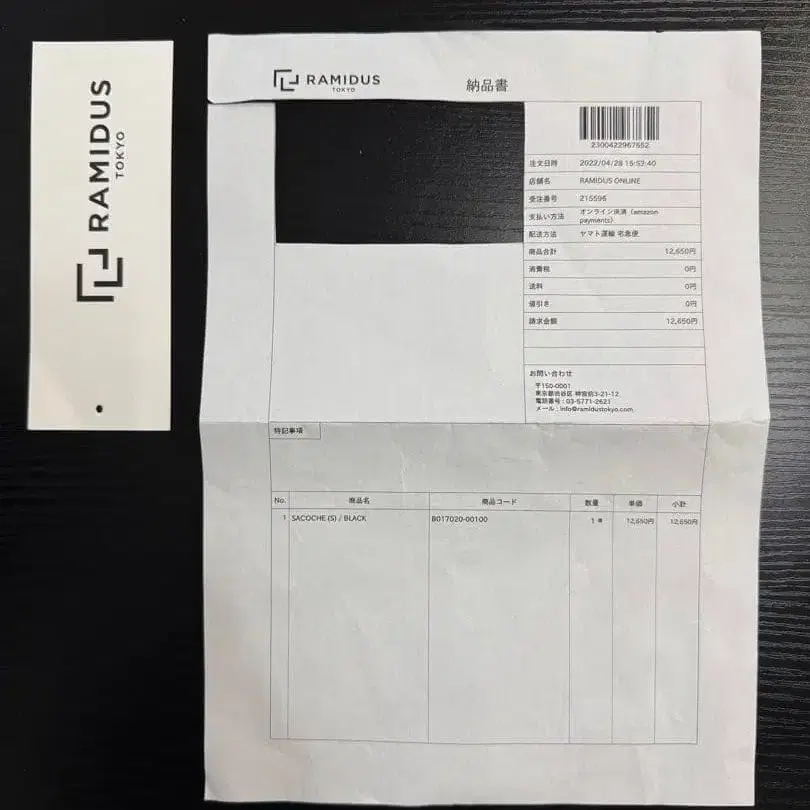 RAMIDUS
TOKYO
RAMIDUS
TOKYO
納品書
2300422967652
注文日時 2022/04/28 15:52:40
店舗名 RAMIDUS ONLINE
受注番号 215596
支払い方法 オンライン決済（amazon
payments）
配送方法 ヤマト運輸 宅急便
商品合計 12,650円
消費税 0円
送料 0円
値引き 0円
請求金額 12,650円
お問い合わせ
〒150-0001
東京都渋谷区 神宮前3-21-12
電話番号：03-5771-2621
メール：info@ramidustokyo.com
特記事項
No. 商品名 商品コード 数量 単価 小計
1 SACOCHE (S) / BLACK B017020-00100 1 12,650円 12,650円